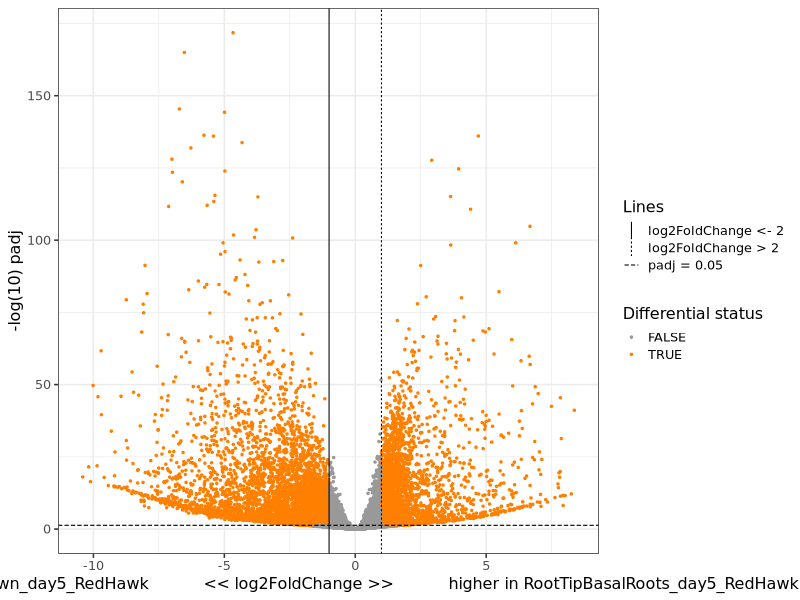 150
100
50
0
-log(10) padj
-10
-5
0
5
wn_day5_RedHawk << log2FoldChange >> higher in RootTipBasalRoots_day5_RedHawk
Lines
log2FoldChange <- 2
log2FoldChange > 2
padj = 0.05
Differential status
FALSE
TRUE